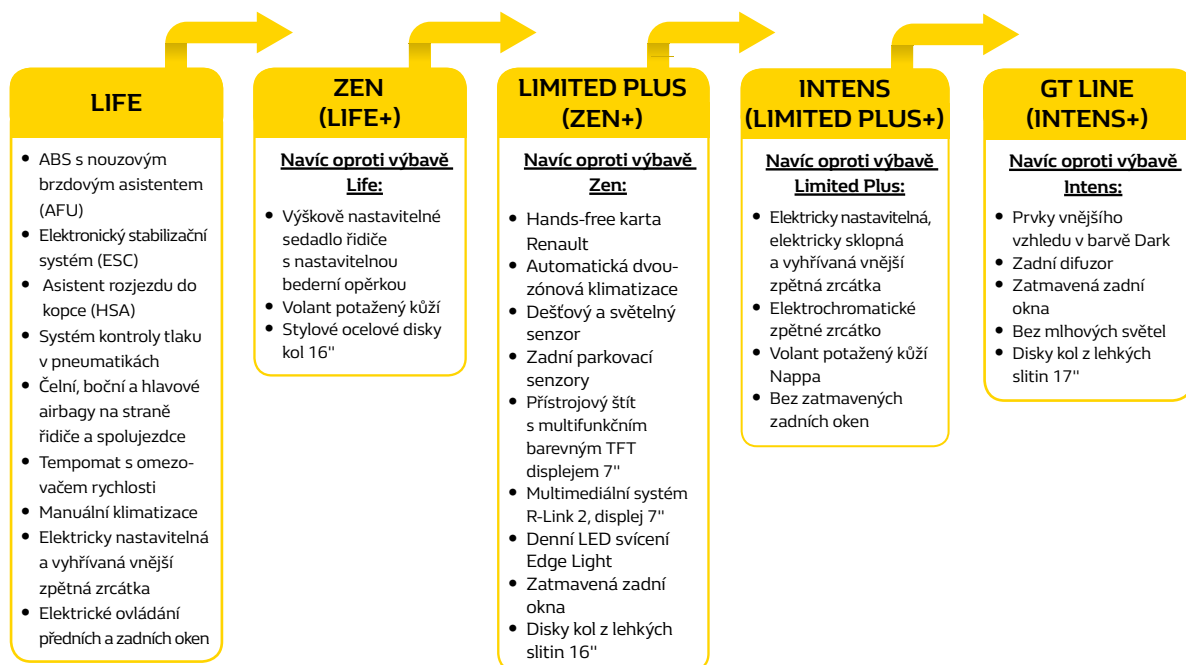 LIFE
• ABS s nouzovým
brzdovým asistentem
(AFU)
• Elektronický stabilizační
systém (ESC)
• Asistent rozjezdu do
kopce (HSA)
• Systém kontroly tlaku
v pneumatikách
• Čelní, boční a hlavové
airbagy na straně
řidiče a spolujezdce
• Tempomat s omezo-
vačem rychlosti
• Manuální klimatizace
• Elektricky nastavitelná
a vyhřívaná vnější
zpětná zrcátka
• Elektrické ovládání
předních a zadních oken
ZEN
(LIFE+)
Navíc oproti výbavě
Life:
• Výškově nastavitelné
sedadlo řidiče
s nastavitelnou
bederní opěrkou
• Volant potažený kůží
• Stylové ocelové disky
kol 16"
LIMITED PLUS
(ZEN+)
Navíc oproti výbavě
Zen:
• Hands-free karta
Renault
• Automatická dvou-
zónová klimatizace
• Dešťový a světelný
senzor
• Zadní parkovací
senzory
• Přístrojový štít
s multifunkčním
barevným TFT
displejem 7"
• Multimediální systém
R-Link 2, displej 7"
• Denní LED svícení
Edge Light
• Zatmavená zadní
okna
• Disky kol z lehkých
slitin 16"
INTENS
(LIMITED PLUS+)
Navíc oproti výbavě
Limited Plus:
• Elektricky nastavitelná,
elektricky sklopná
a vyhřívaná vnější
zpětná zrcátka
• Elektrochromatické
zpětné zrcátko
• Volant potažený kůží
Nappa
• Bez zatmavených
zadních oken
GT LINE
(INTENS+)
Navíc oproti výbavě
Intens:
• Prvky vnějšího
vzhledu v barvě Dark
• Zadní difuzor
• Zatmavená zadní
okna
• Bez mlhových světel
• Disky kol z lehkých
slitin 17"